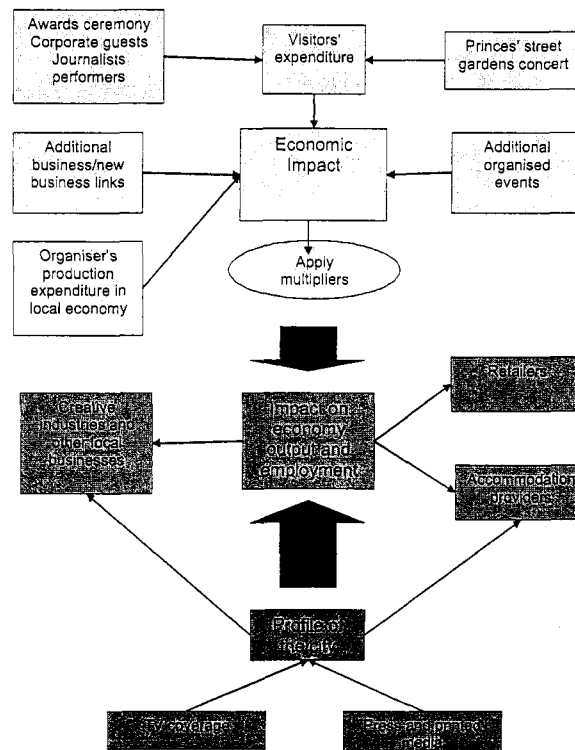 Awards ceremony
Corporate guests
Journalists
performers
Visitors'
expenditure
Princes' street
gardens concert
Additional
business/new
business links
Economic
Impact
Additional
organised
events
Organiser's
production
expenditure in
local economy
Apply
multipliers
Creative
industries and
other local
businesses
Impact on
economy
output and
employment
Retailers
Accommodation
providers
Profile of
the city
TV coverage
Press and printed
media